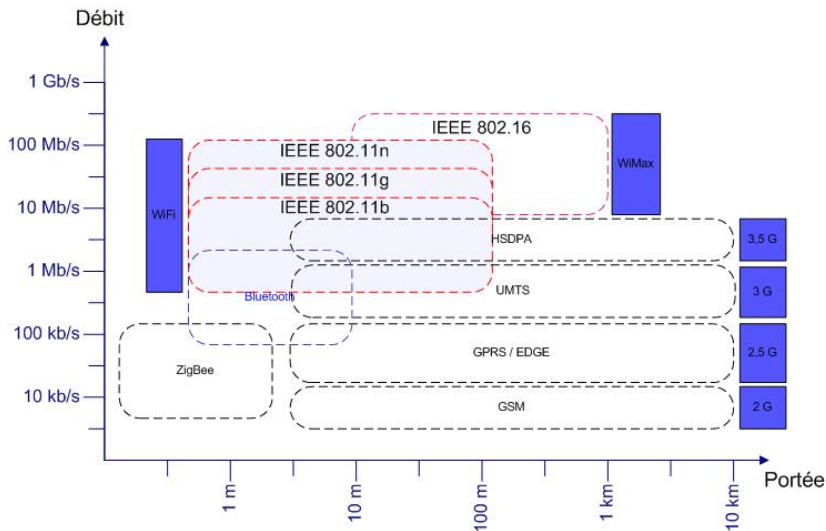 Débit
1 Gb/s
100 Mb/s
10 Mb/s
1 Mb/s
100 kb/s
10 kb/s
WiFi
IEEE 802.16
IEEE 802.11n
IEEE 802.11g
IEEE 802.11b
WiMax
HSDPA
3,5 G
Bluetooth
UMTS
3 G
ZigBee
GPRS / EDGE
2,5 G
GSM
2 G
Portée
1 m
10 m
100 m
1 km
10 km